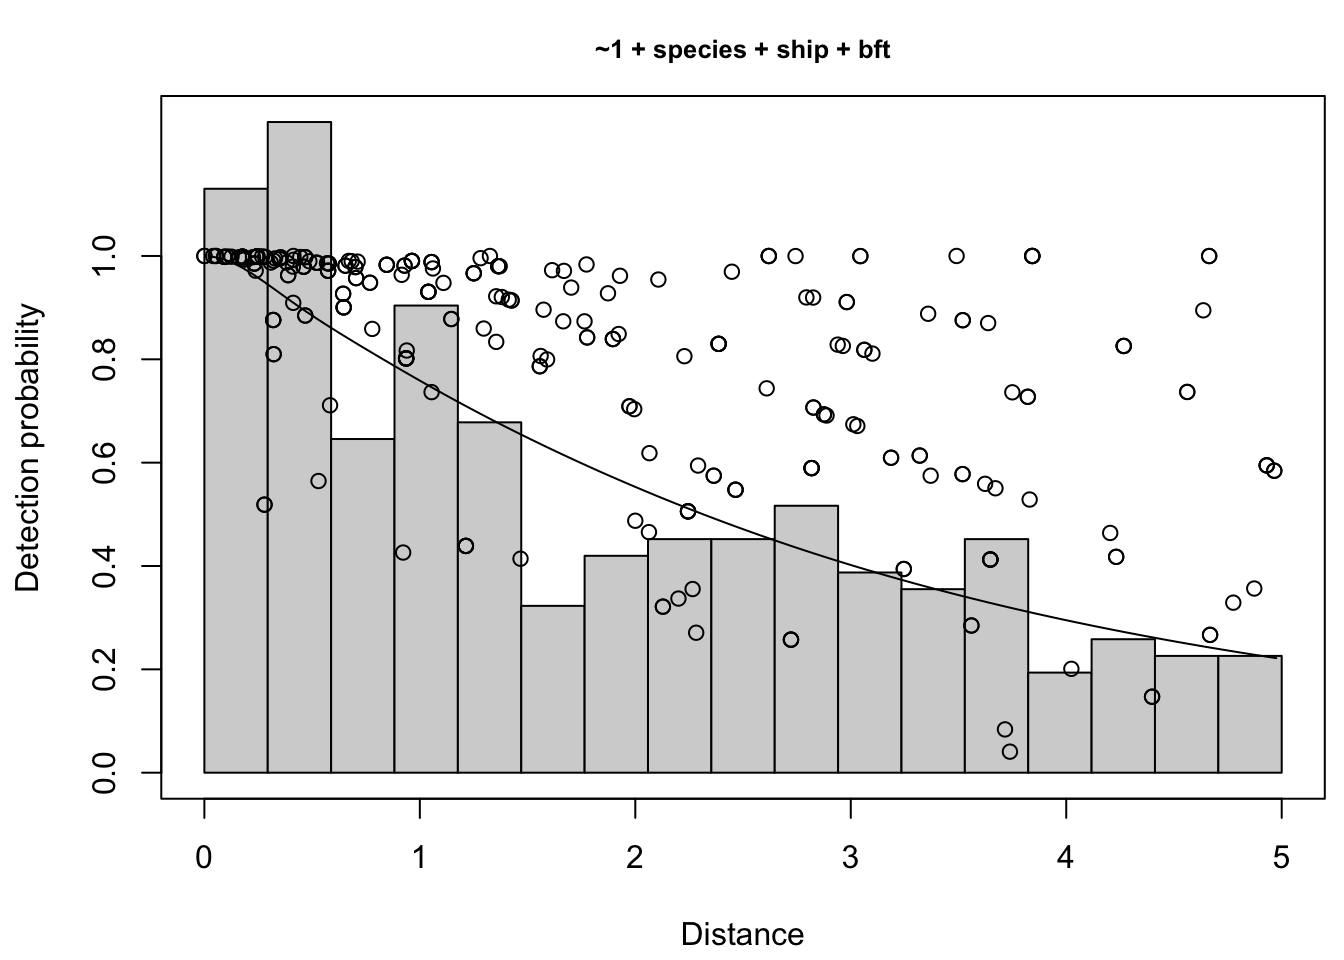 ~1 + species + ship + bft
Detection probability
1.0
0.8
0.6
0.4
0.2
0.0
0 1 2 3 4 5
Distance